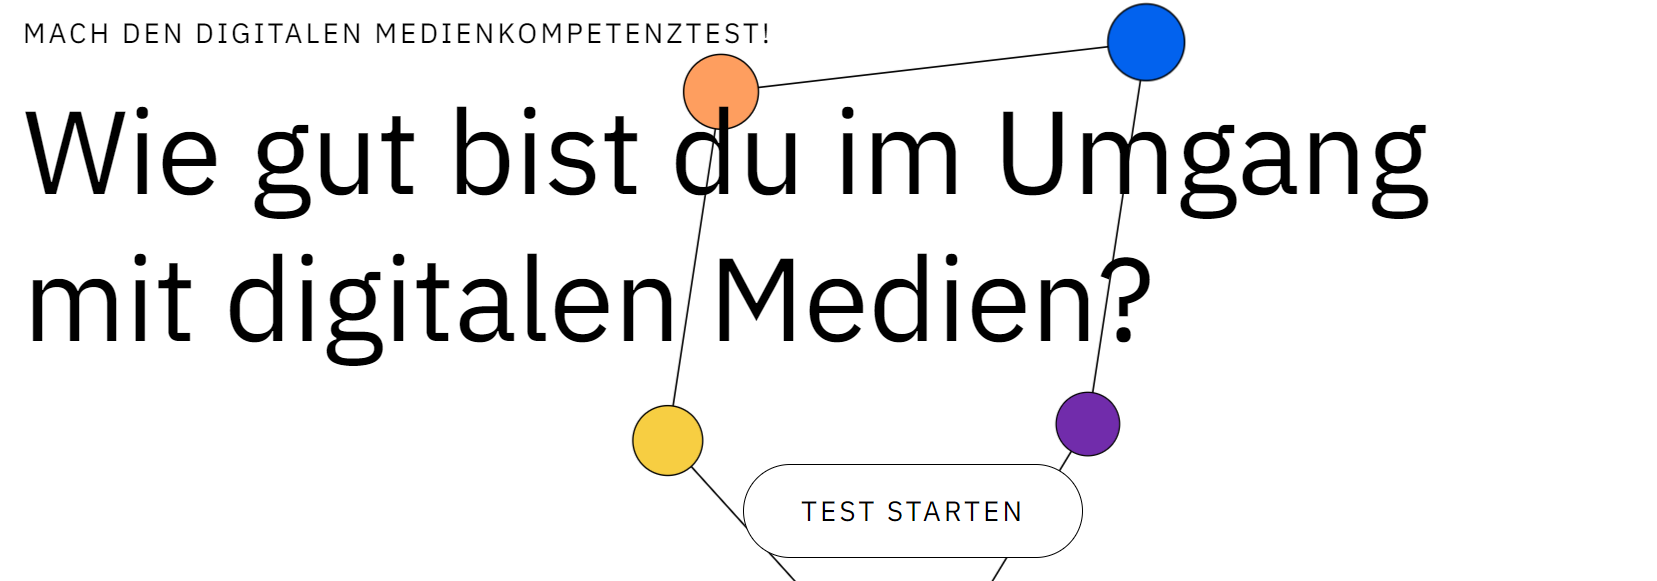 MACH DEN DIGITALEN MEDIENKOMPETENZTEST!
Wie gut bist du im Umgang
mit digitalen Medien?
TEST STARTEN